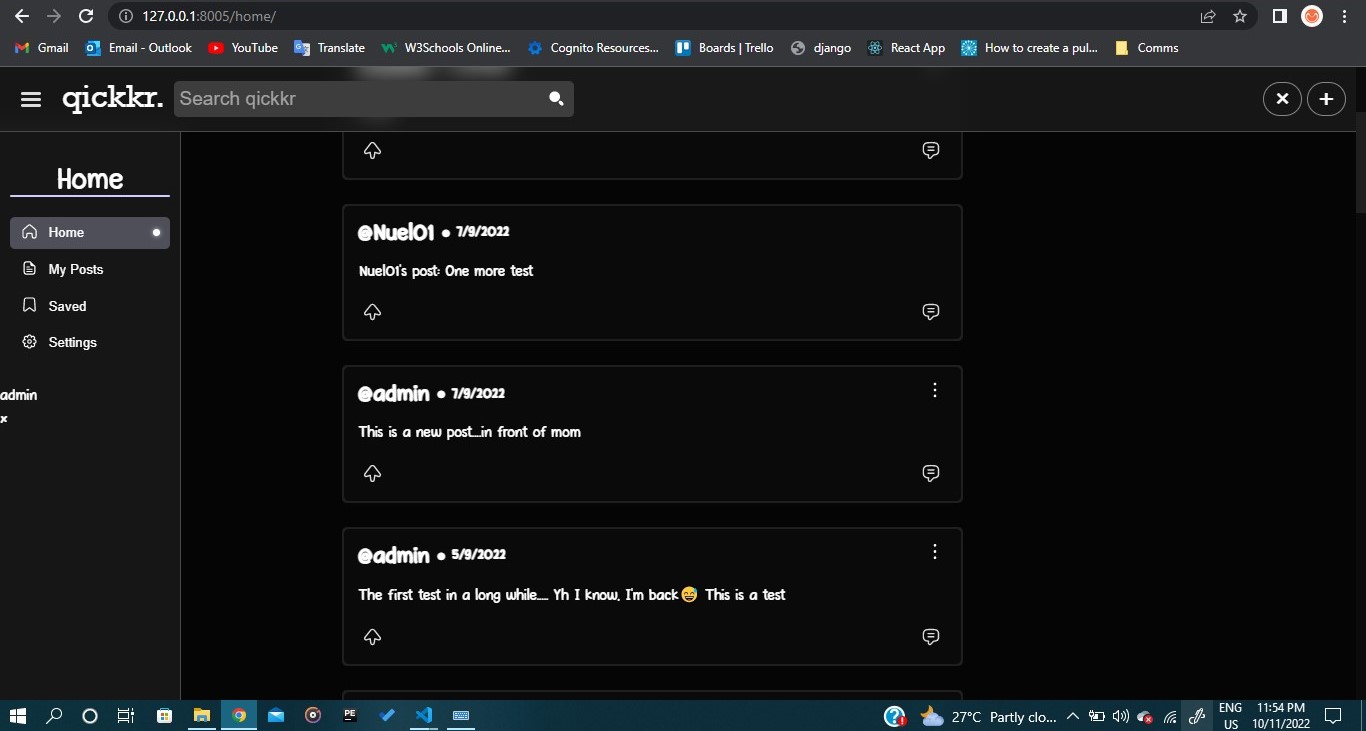 127.0.0.1:8005/home/
Gmail Email - Outlook YouTube Translate W3Schools Online... Cognito Resources... Boards | Trello django React App How to create a pul... Comms
qickkr. Search qickkr
Home
Home
My Posts
Saved
Settings
admin
x
@Nuel01 ● 7/9/2022
Nuel01's post: One more test
@admin ● 7/9/2022
This is a new post....in front of mom
@admin ● 5/9/2022
The first test in a long while..... Yh I know, I'm back😅 This is a test
PE 27°C Partly clo... ENG US 11:54 PM 10/11/2022